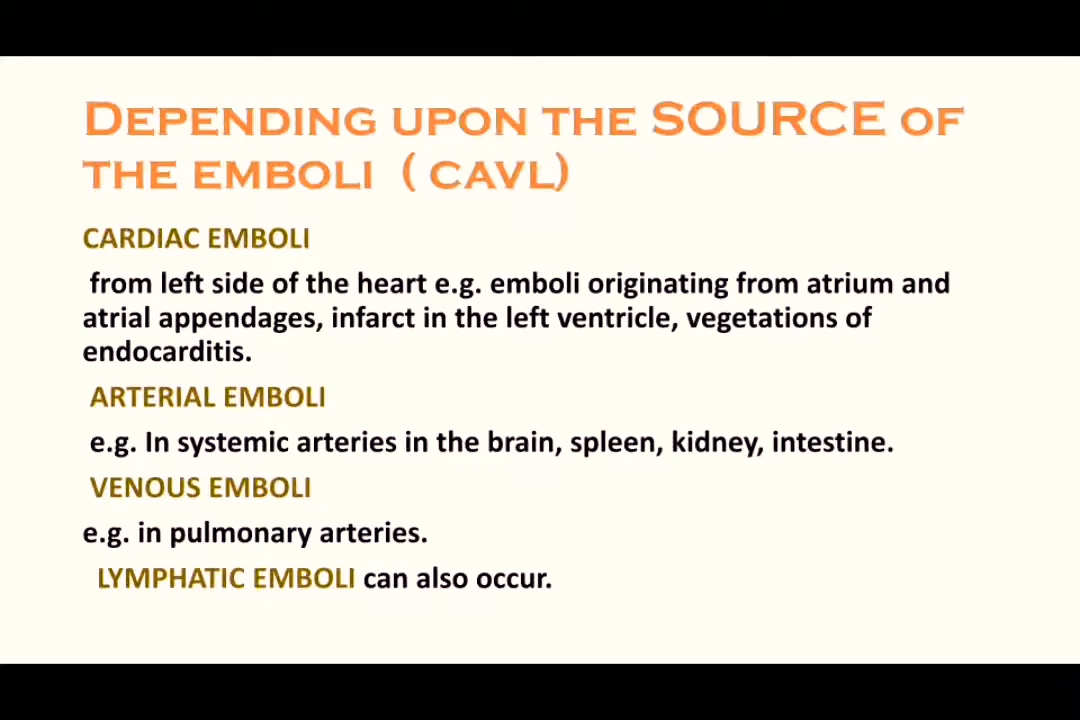 DEPENDING UPON THE SOURCE OF
THE EMBOLI ( CAVL)
CARDIAC EMBOLI
from left side of the heart e.g. emboli originating from atrium and
atrial appendages, infarct in the left ventricle, vegetations of
endocarditis.
ARTERIAL EMBOLI
e.g. In systemic arteries in the brain, spleen, kidney, intestine.
VENOUS EMBOLI
e.g. in pulmonary arteries.
LYMPHATIC EMBOLI can also occur.